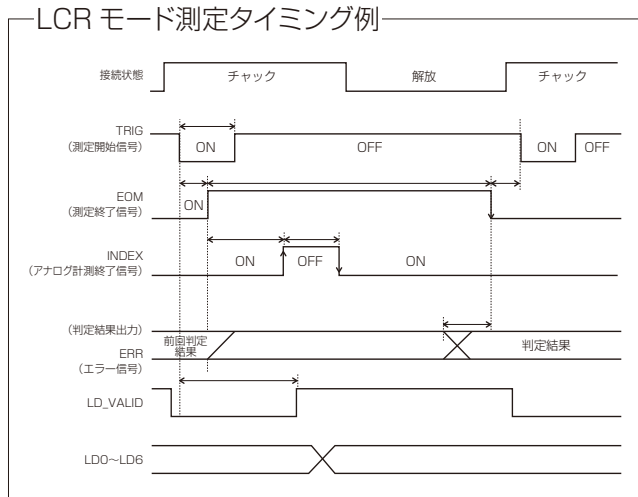 LCR モード測定タイミング例
接続状態 チャック 解放 チャック
TRIG
（測定開始信号） ON OFF ON OFF
EOM
（測定終了信号） ON
INDEX
（アナログ計測終了信号） ON OFF ON
（判定結果出力）
前回判定
結果 判定結果
ERR
（エラー信号）
LD_VALID
LD0～LD6